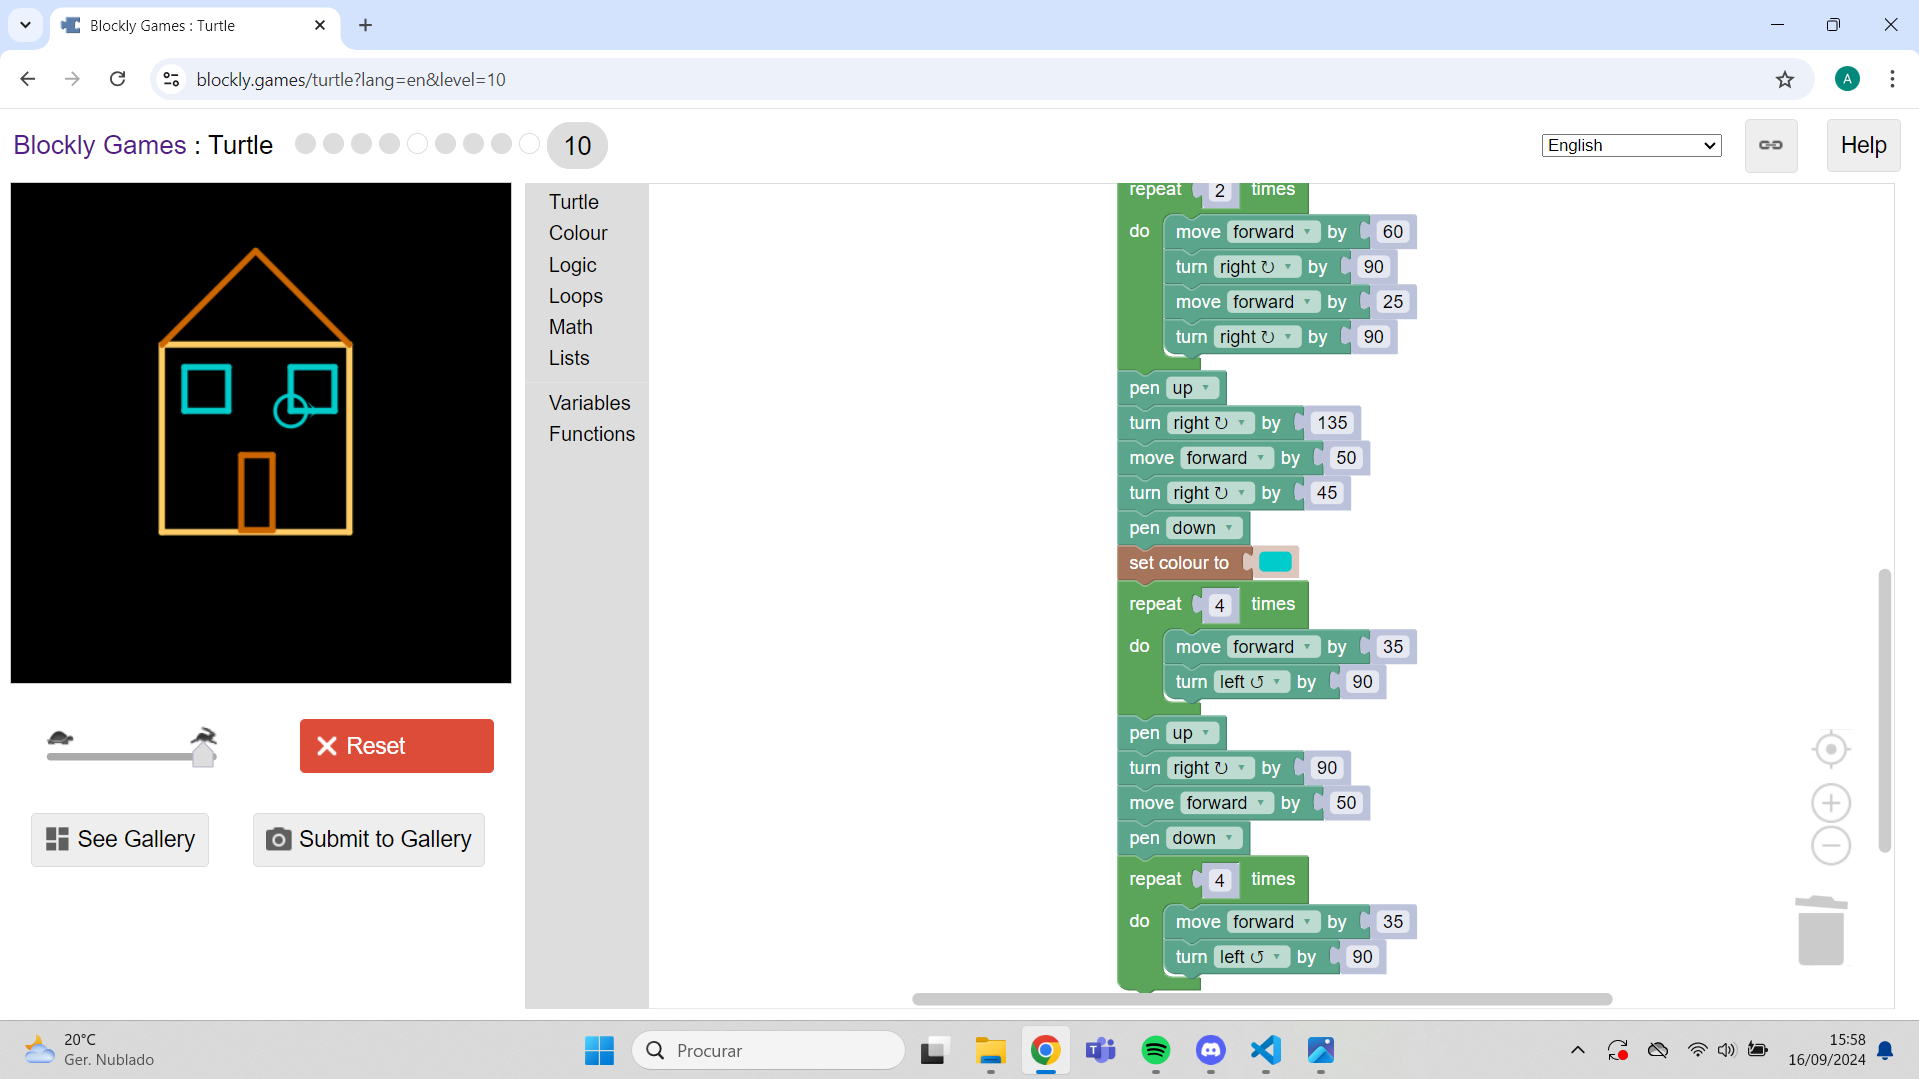 Blockly Games : Turtle
blockly.games/turtle?lang=en&level=10
A
Blockly Games : Turtle
10
English
Help
Turtle
Colour
Logic
Loops
Math
Lists
Variables
Functions
repeat 2 times
do move forward by 60
turn right ↻ by 90
move forward by 25
turn right ↻ by 90
pen up
turn right ↻ by 135
move forward by 50
turn right ↻ by 45
pen down
set colour to
repeat 4 times
do move forward by 35
turn left ↺ by 90
pen up
turn right ↻ by 90
move forward by 50
pen down
repeat 4 times
do move forward by 35
turn left ↺ by 90
Reset
See Gallery
Submit to Gallery
20°C
Ger. Nublado
Procurar
15:58
16/09/2024